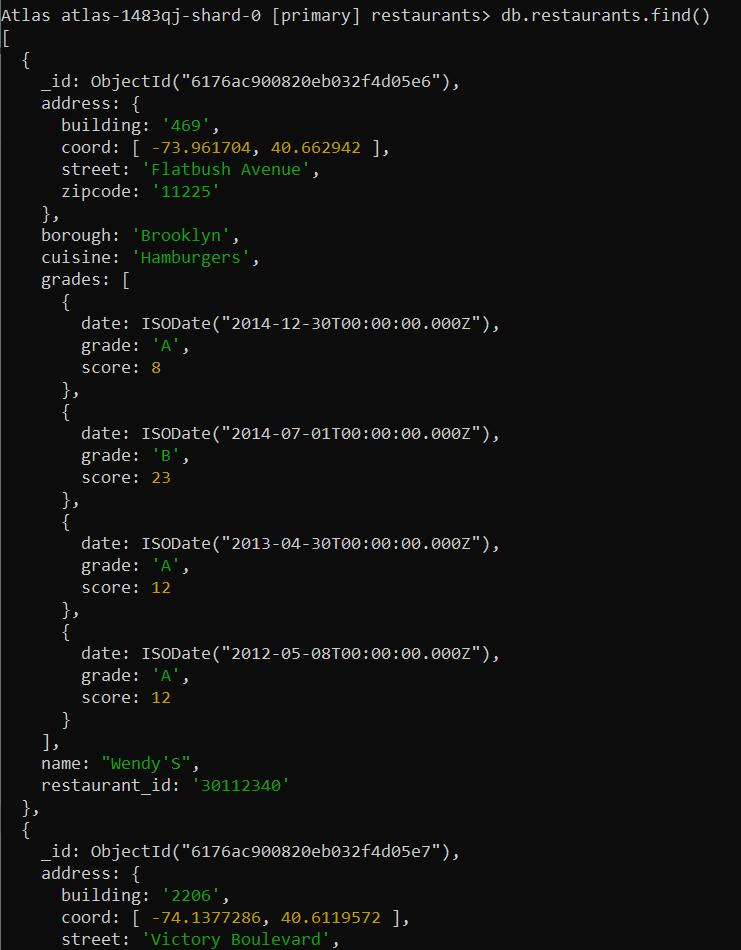 Atlas atlas-1483qj-shard-0 [primary] restaurants> db.restaurants.find()
[
  {
    _id: ObjectId("6176ac900820eb032f4d05e6"),
    address: {
      building: '469',
      coord: [ -73.961704, 40.662942 ],
      street: 'Flatbush Avenue',
      zipcode: '11225'
    },
    borough: 'Brooklyn',
    cuisine: 'Hamburgers',
    grades: [
      {
        date: ISODate("2014-12-30T00:00:00.000Z"),
        grade: 'A',
        score: 8
      },
      {
        date: ISODate("2014-07-01T00:00:00.000Z"),
        grade: 'B',
        score: 23
      },
      {
        date: ISODate("2013-04-30T00:00:00.000Z"),
        grade: 'A',
        score: 12
      },
      {
        date: ISODate("2012-05-08T00:00:00.000Z"),
        grade: 'A',
        score: 12
      }
    ],
    name: "Wendy'S",
    restaurant_id: '30112340'
  },
  {
    _id: ObjectId("6176ac900820eb032f4d05e7"),
    address: {
      building: '2206',
      coord: [ -74.1377286, 40.6119572 ],
      street: 'Victory Boulevard',